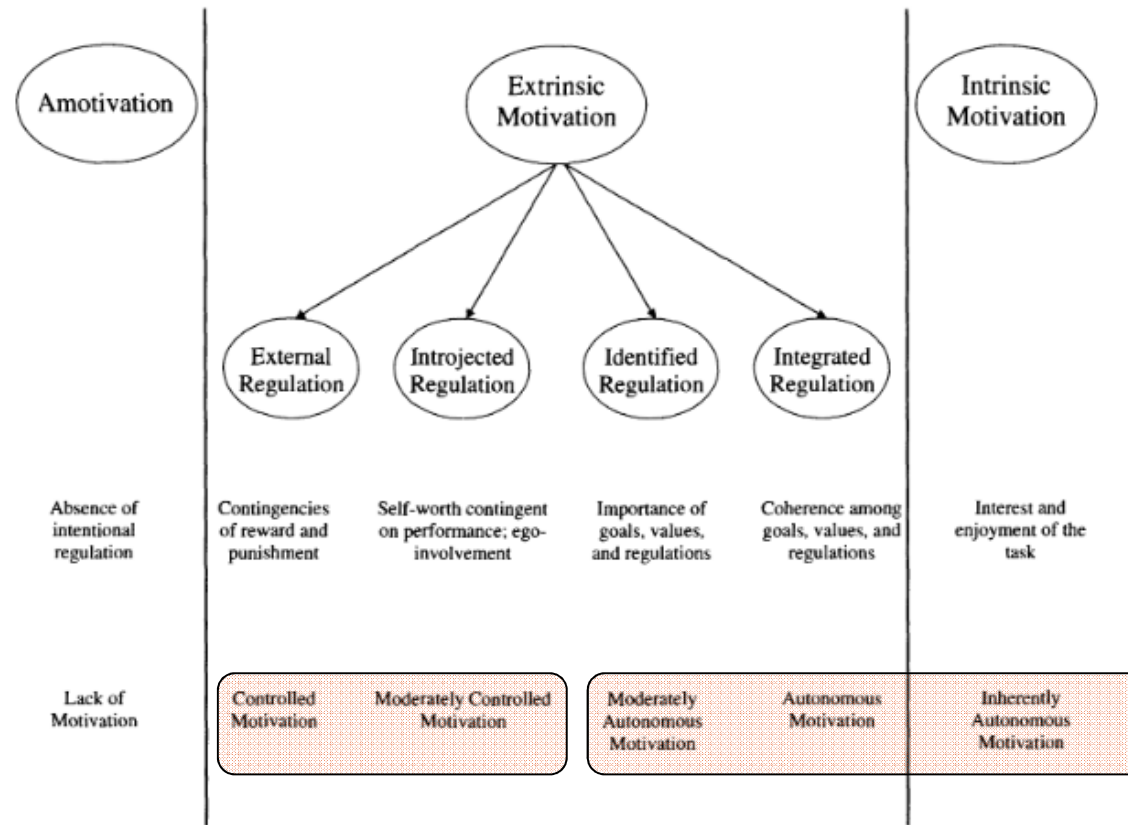 Amotivation
Extrinsic
Motivation
Intrinsic
Motivation
External
Regulation
Introjected
Regulation
Identified
Regulation
Integrated
Regulation
Absence of
intentional
regulation
Contingencies
of reward and
punishment
Self-worth contingent
on performance; ego-
involvement
Importance of
goals, values,
and regulations
Coherence among
goals, values, and
regulations
Interest and
enjoyment of the
task
Lack of
Motivation
Controlled
Motivation
Moderately Controlled
Motivation
Moderately
Autonomous
Motivation
Autonomous
Motivation
Inherently
Autonomous
Motivation